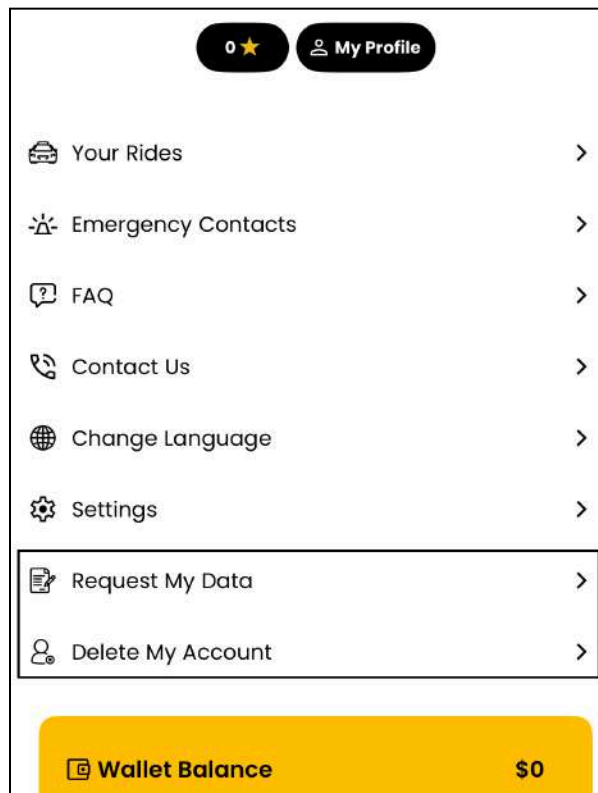 0 My Profile
Your Rides
Emergency Contacts
FAQ
Contact Us
Change Language
Settings
Request My Data
Delete My Account
Wallet Balance $0